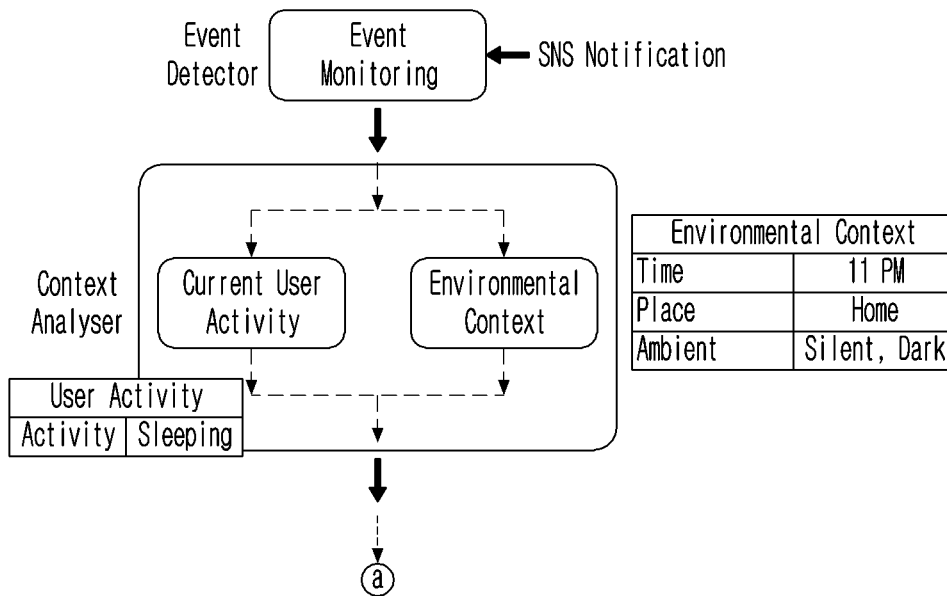 Event
Detector
Event
Monitoring
SNS Notification
Context
Analyser
Current User
Activity
Environmental
Context
Environmental Context
Time 11 PM
Place Home
Ambient Silent, Dark
User Activity
Activity Sleeping
a